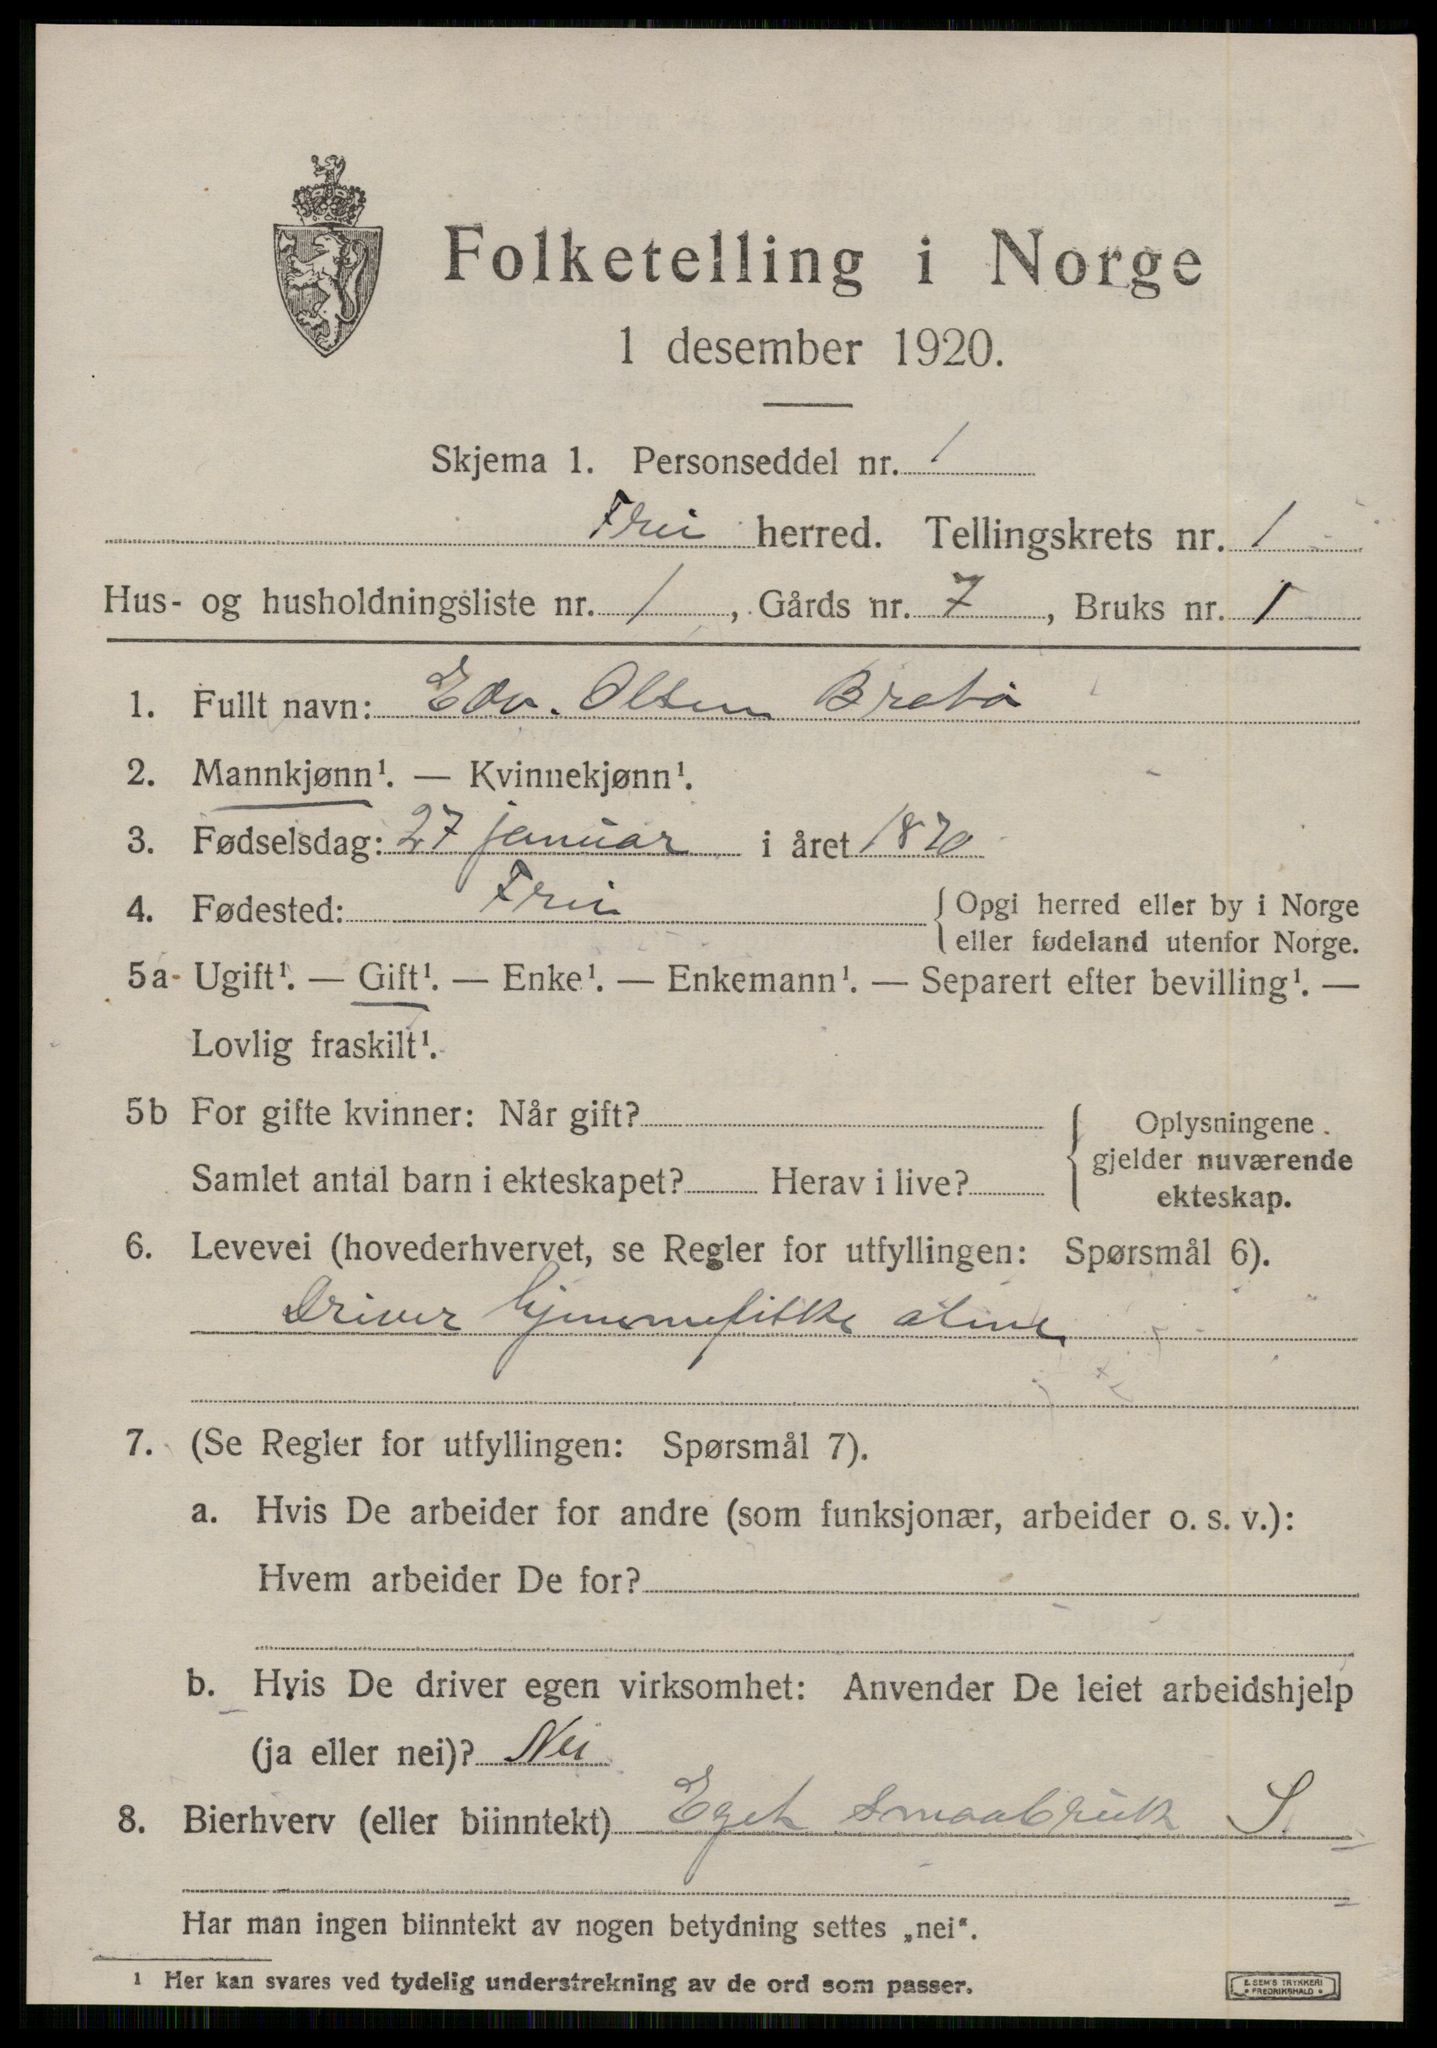 Folketelling i Norge
1 desember 1920.
Skjema 1. Personseddel nr. 1
Frei herred. Tellingskrets nr. 1
Hus- og husholdningsliste nr. 1, Gårds nr. 7, Bruks nr. 1
1. Fullt navn: Edv. Olsen
2. Mannkjønn¹. — Kvinnekjønn¹.
3. Fødselsdag: 27 januar i året 1870
4. Fødested: Frei { Opgi herred eller by i Norge
eller fødeland utenfor Norge.
5a Ugift¹. — Gift¹. — Enke¹. — Enkemann¹. — Separert efter bevilling¹. —
Lovlig fraskilt¹.
5b For gifte kvinner: Når gift?
Samlet antal barn i ekteskapet? Herav i live?
{ Oplysningene
gjelder nuværende
ekteskap.
6. Levevei (hovederhvervet, se Regler for utfyllingen: Spørsmål 6).
Driver hjemmefiske alene
7. (Se Regler for utfyllingen: Spørsmål 7).
a. Hvis De arbeider for andre (som funksjonær, arbeider o. s. v.):
Hvem arbeider De for?
b. Hvis De driver egen virksomhet: Anvender De leiet arbeidshjelp
(ja eller nei)? Nei
8. Bierhverv (eller biinntekt) Eget smaabruk S.
Har man ingen biinntekt av nogen betydning settes „nei“.
¹ Her kan svares ved tydelig understrekning av de ord som passer.
E. SEM'S TRYKKERI
• FREDRIKSHALD •